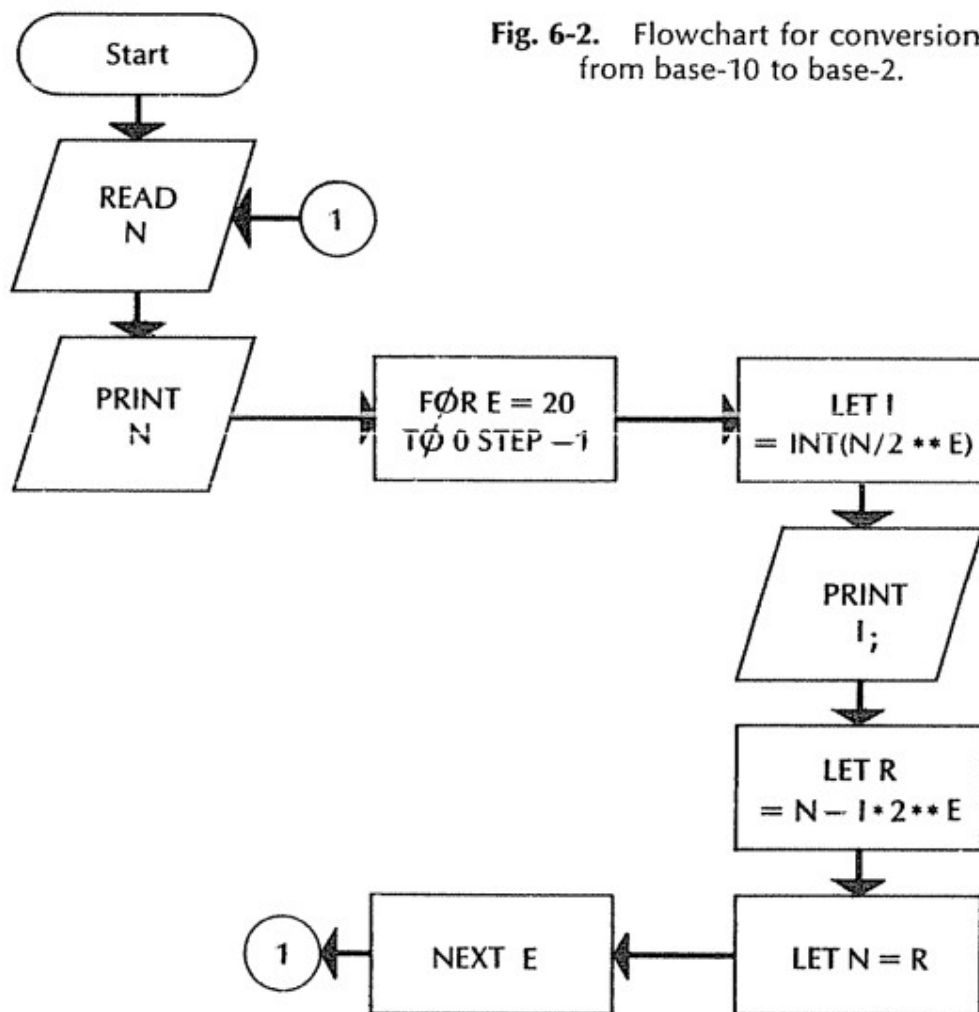 Fig. 6-2. Flowchart for conversion
from base-10 to base-2.
Start
READ
N
1
PRINT
N
FØR E = 20
TØ 0 STEP −1
LET I
= INT(N/2 ** E)
PRINT
I;
LET R
= N − I * 2 ** E
LET N = R
NEXT E
1